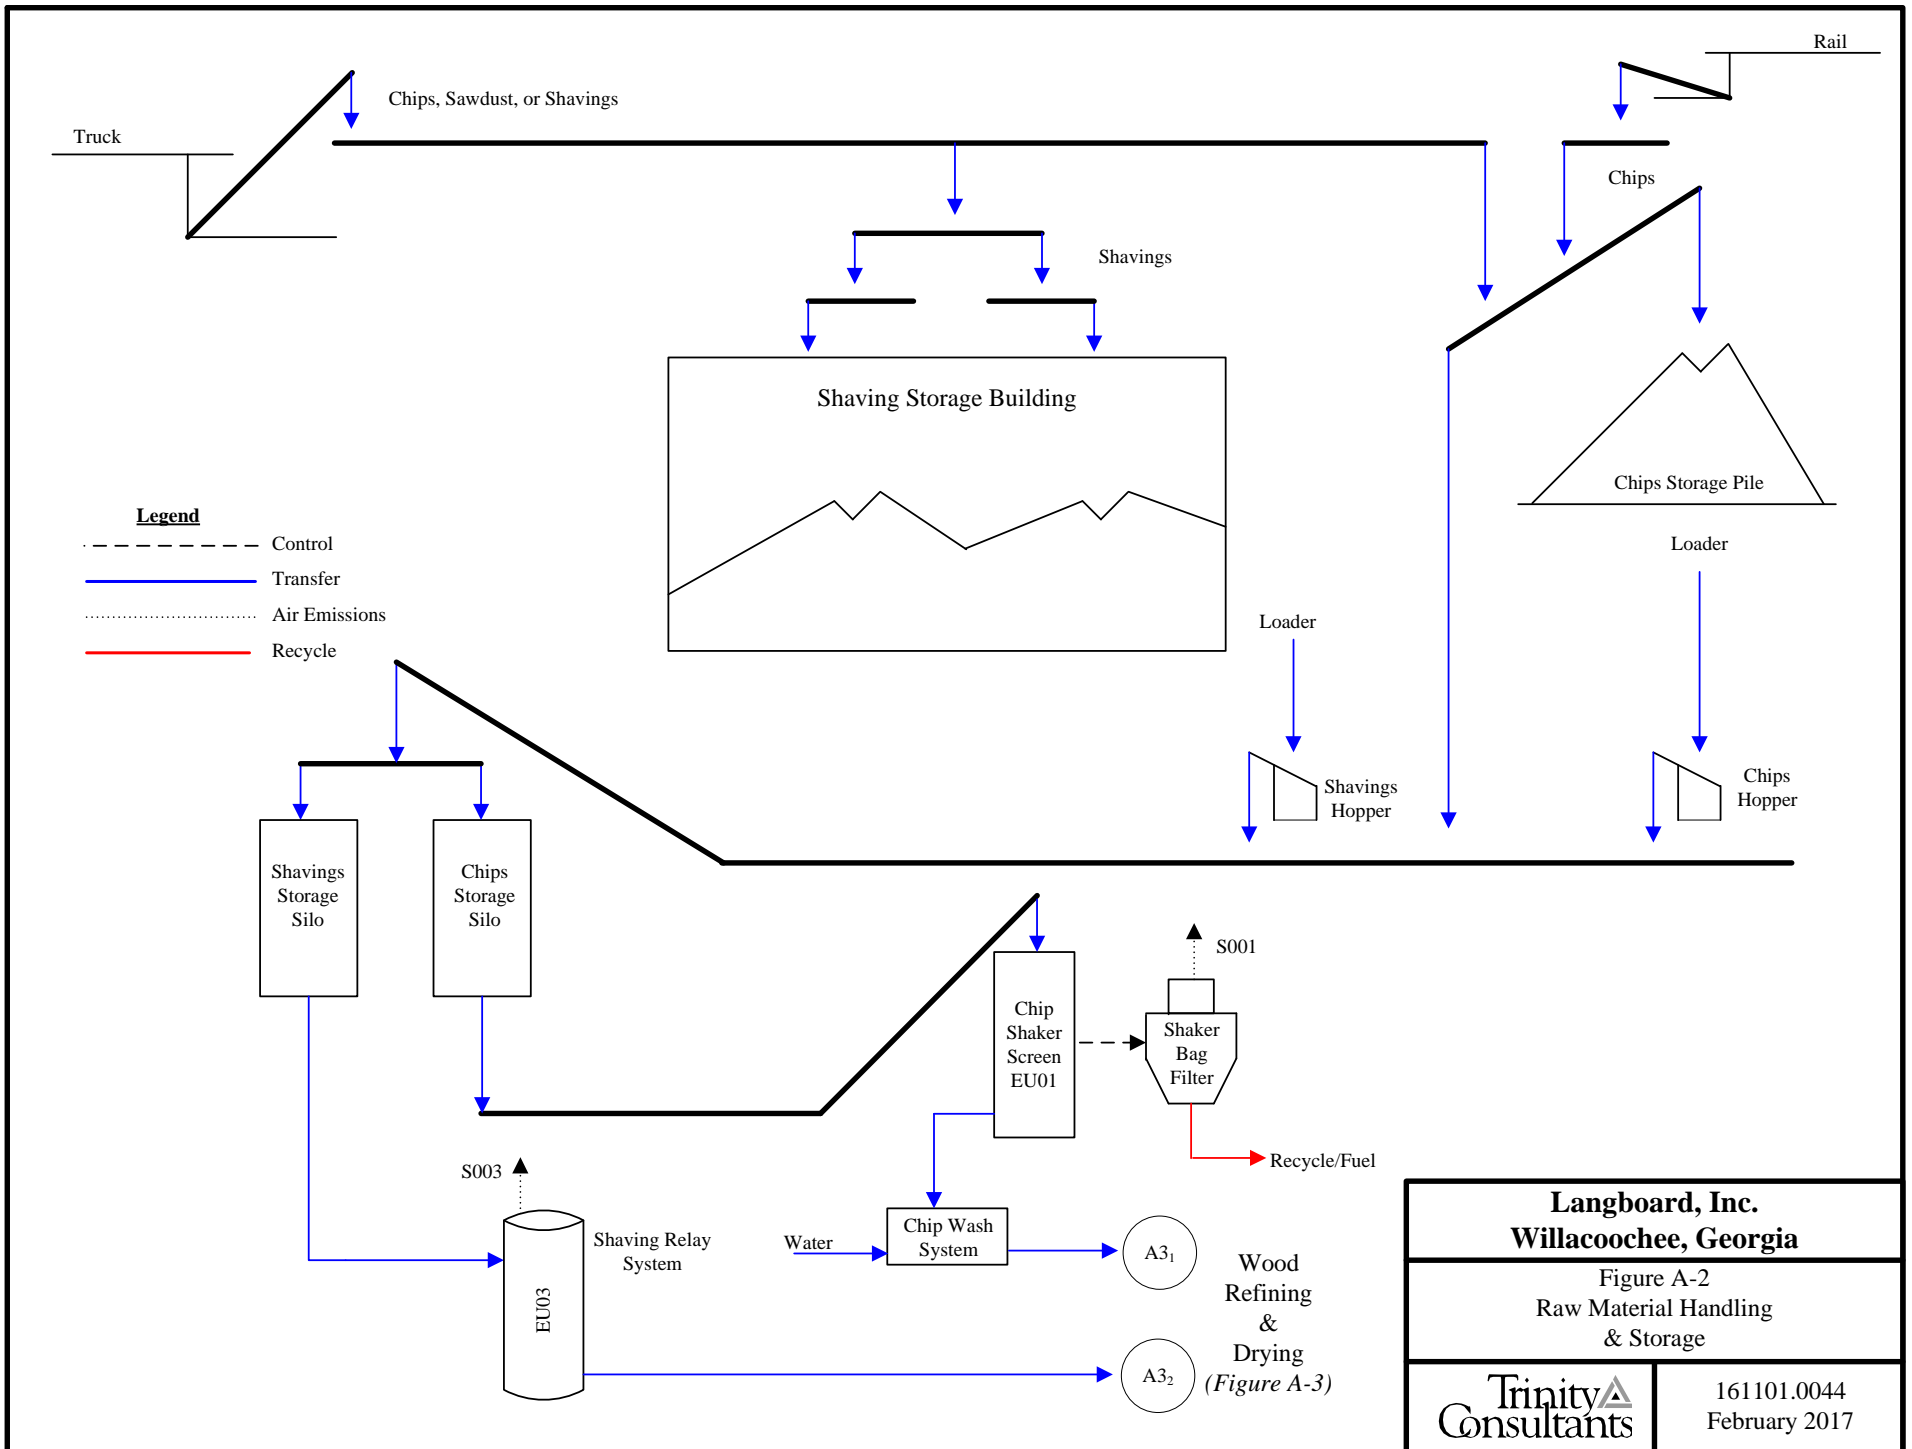 Rail
Chips, Sawdust, or Shavings
Truck
Chips
Shavings
Shaving Storage Building
Chips Storage Pile
Legend
Control
Transfer
Air Emissions
Recycle
Loader
Loader
Shavings
Hopper
Chips
Hopper
Shavings
Storage
Silo
Chips
Storage
Silo
S001
Chip
Shaker
Screen
EU01
Shaker
Bag
Filter
Recycle/Fuel
S003
Shaving Relay
System
EU03
Water
Chip Wash
System
A3₁
A3₂
Wood
Refining
&
Drying
(Figure A-3)
Langboard, Inc.
Willacoochee, Georgia
Figure A-2
Raw Material Handling
& Storage
Trinity
Consultants
161101.0044
February 2017